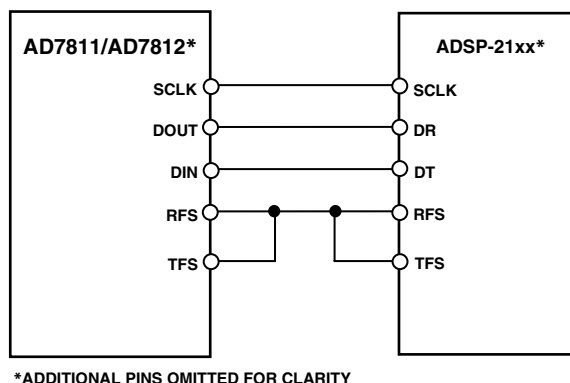 AD7811/AD7812*
ADSP-21xx*
SCLK
SCLK
DOUT
DR
DIN
DT
RFS
RFS
TFS
TFS
*ADDITIONAL PINS OMITTED FOR CLARITY